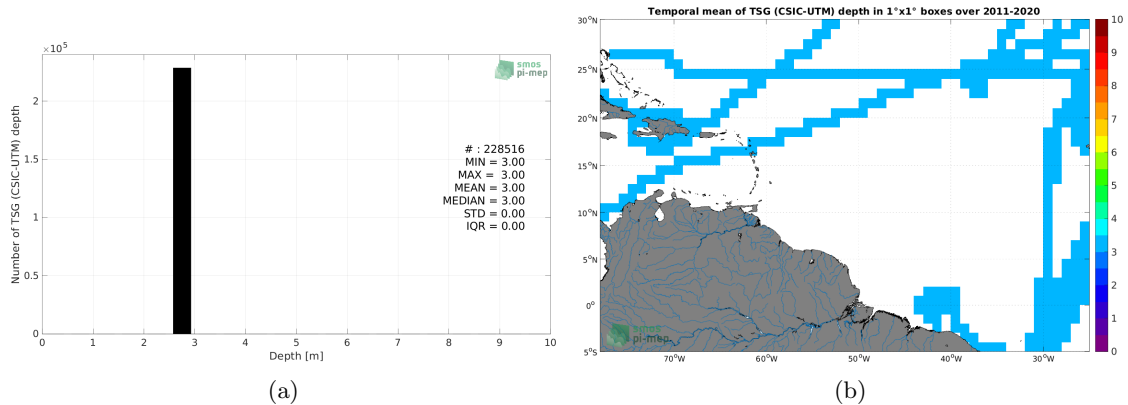 ×10⁵
2
1.5
1
0.5
0
Number of TSG (CSIC-UTM) depth
0 1 2 3 4 5 6 7 8 9 10
Depth [m]
smos
pi-mep
# : 228516
MIN = 3.00
MAX = 3.00
MEAN = 3.00
MEDIAN = 3.00
STD = 0.00
IQR = 0.00
(a)
Temporal mean of TSG (CSIC-UTM) depth in 1°x1° boxes over 2011-2020
30°N
25°N
20°N
15°N
10°N
5°N
0°
5°S
70°W 60°W 50°W 40°W 30°W
smos
pi-mep
10
9
8
7
6
5
4
3
2
1
0
(b)